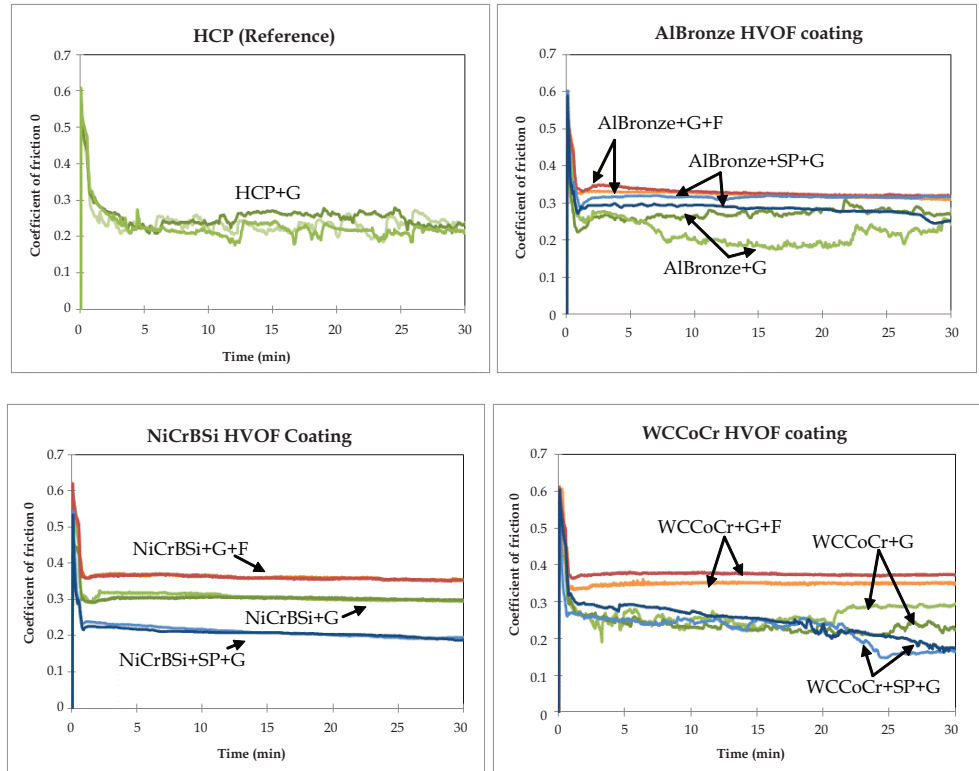 HCP (Reference)
Coefficient of friction 0
0.7
0.6
0.5
0.4
0.3
0.2
0.1
0
HCP+G
0 5 10 15 20 25 30
Time (min)
AlBronze HVOF coating
Coefficient of friction 0
0.7
0.6
0.5
0.4
0.3
0.2
0.1
0
AlBronze+G+F
AlBronze+SP+G
AlBronze+G
0 5 10 15 20 25 30
Time (min)
NiCrBSi HVOF Coating
Coefficient of friction 0
0.7
0.6
0.5
0.4
0.3
0.2
0.1
0
NiCrBSi+G+F
NiCrBSi+G
NiCrBSi+SP+G
0 5 10 15 20 25 30
Time (min)
WCCoCr HVOF coating
Coefficient of friction 0
0.7
0.6
0.5
0.4
0.3
0.2
0.1
0
WCCoCr+G+F
WCCoCr+G
WCCoCr+SP+G
0 5 10 15 20 25 30
Time (min)